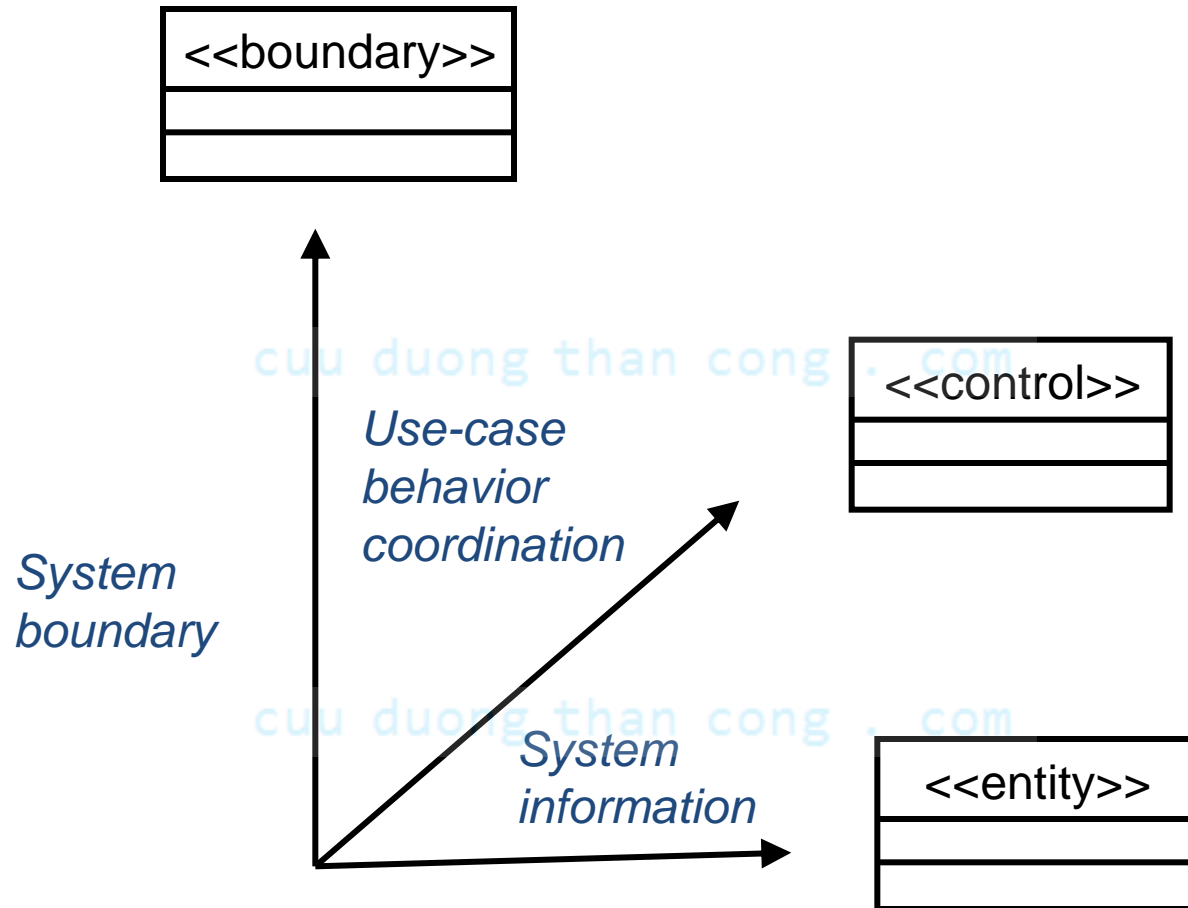 <<boundary>>
cuu duong than cong . com
<<control>>
Use-case
behavior
coordination
System
boundary
cuu duong than cong . com
System
information
<<entity>>